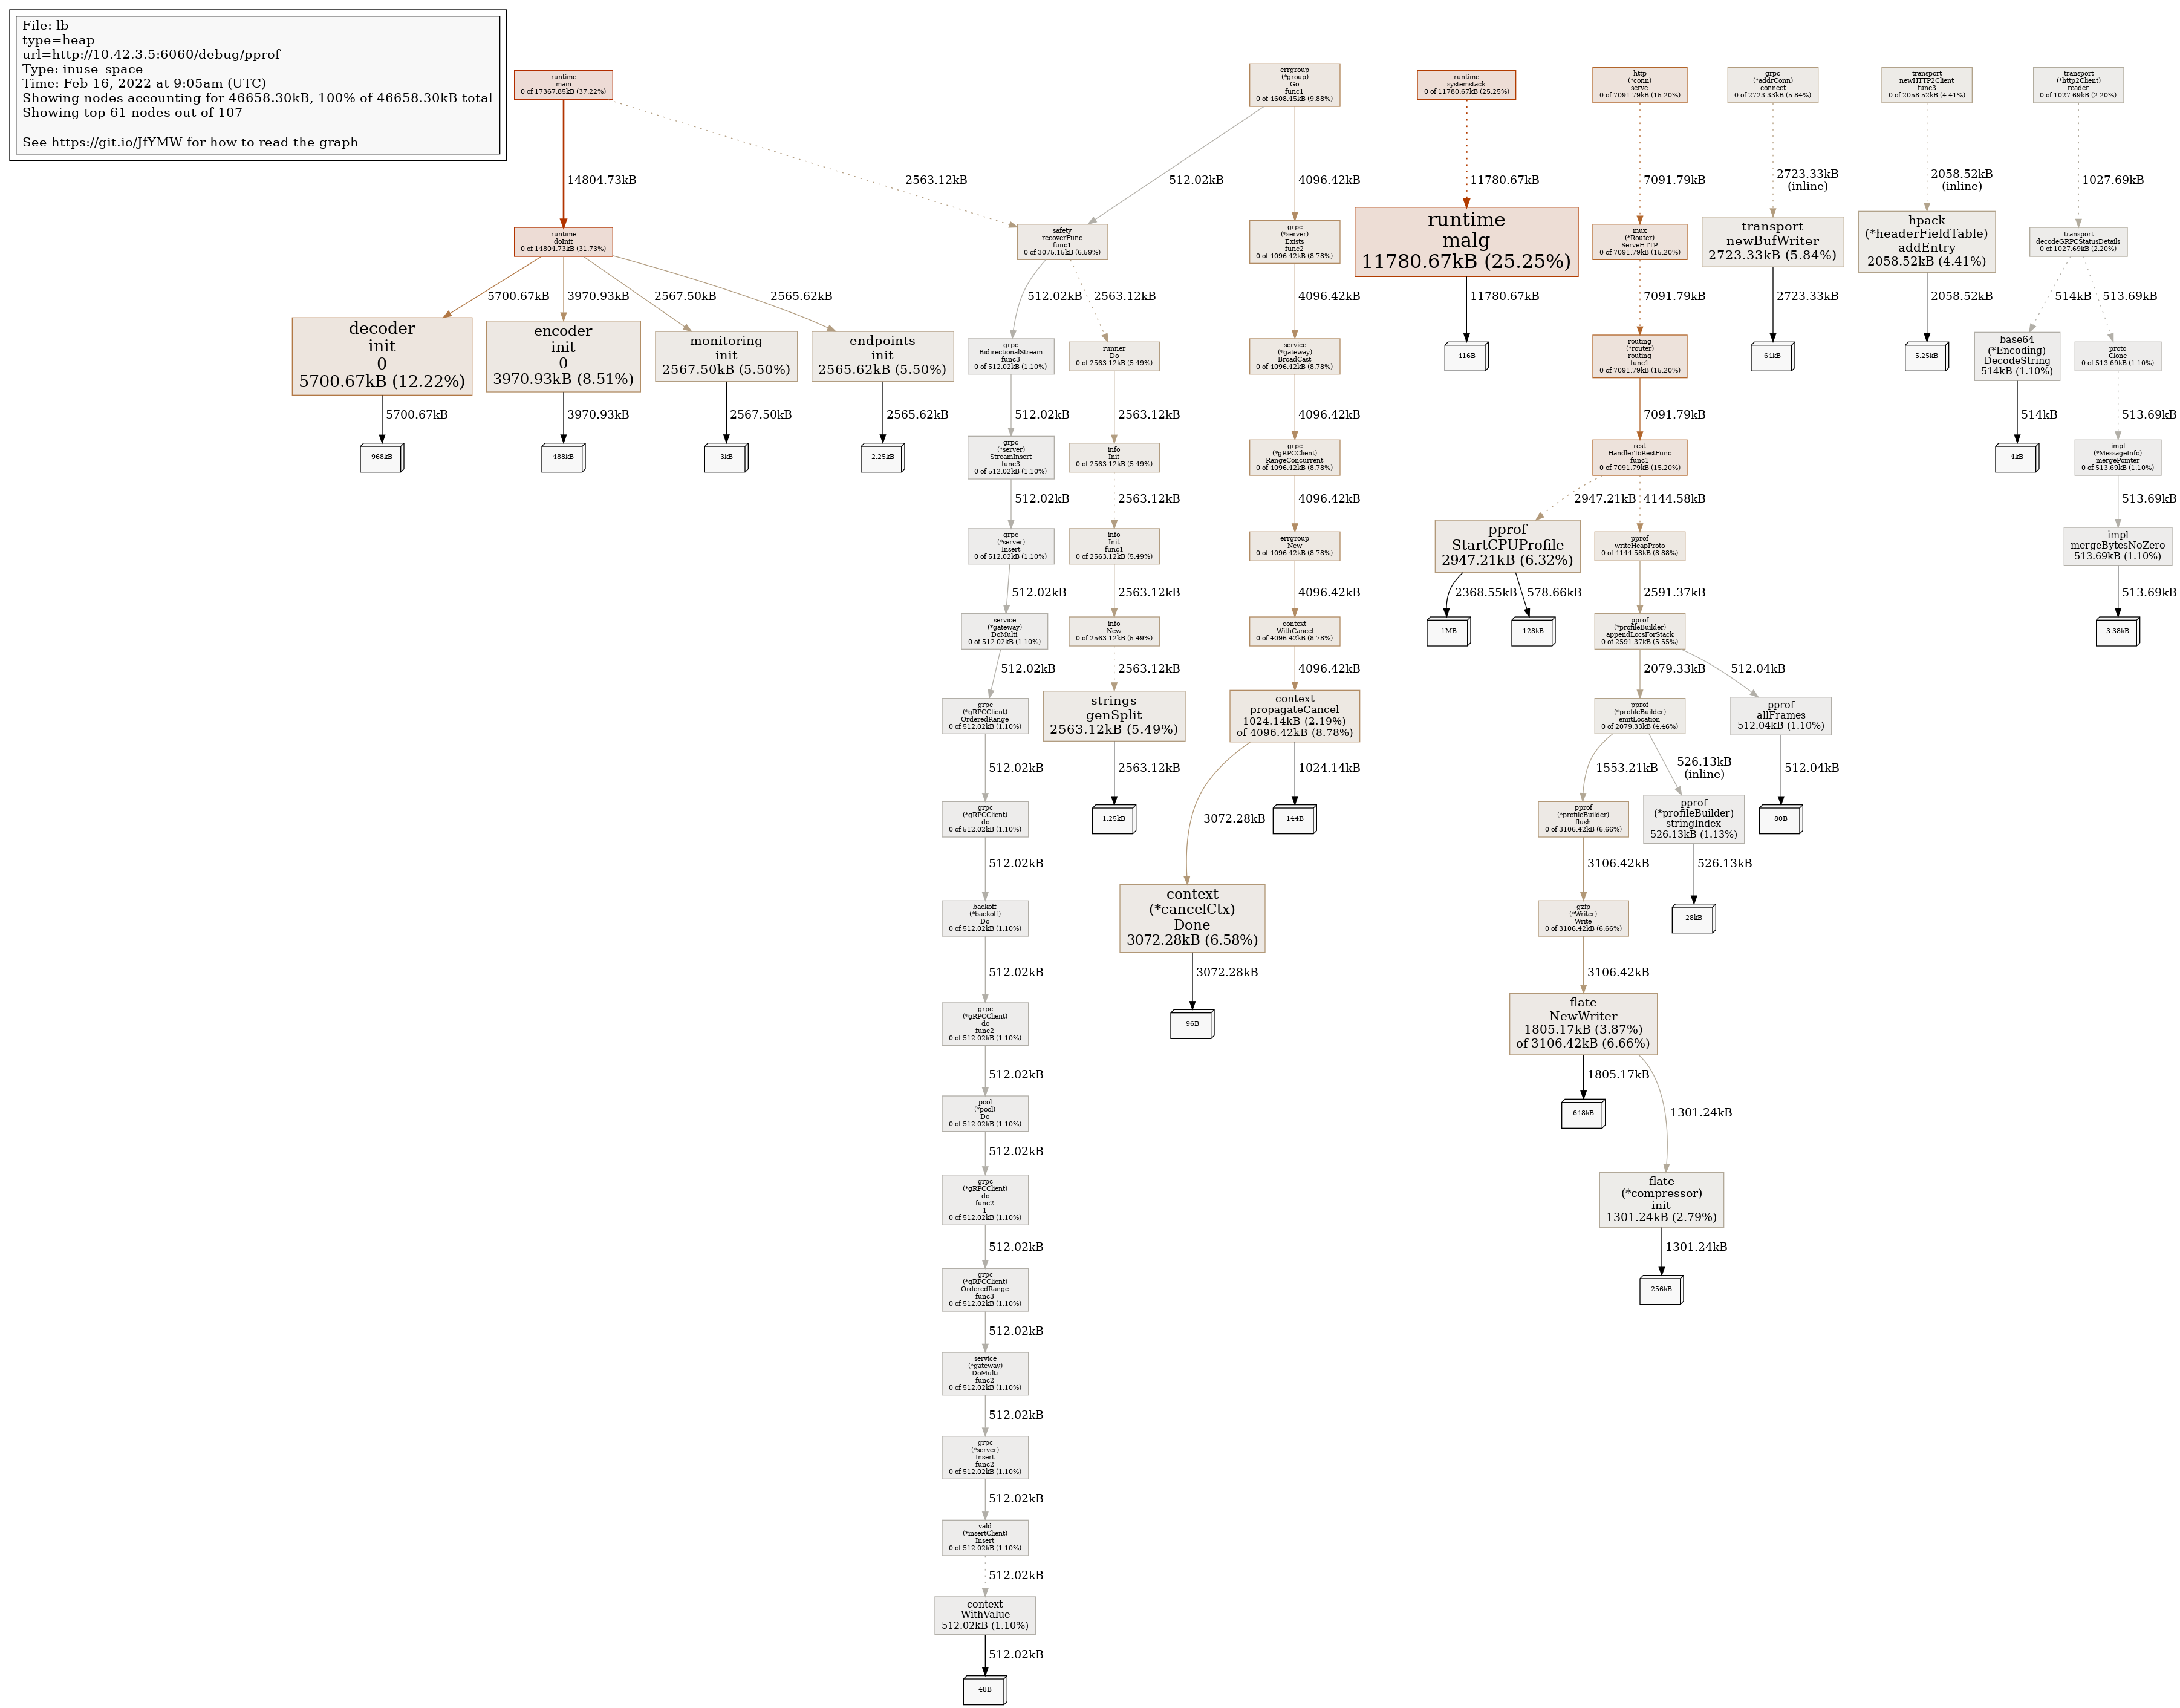 File: lb
type=heap
url=http://10.42.3.5:6060/debug/pprof
Type: inuse_space
Time: Feb 16, 2022 at 9:05am (UTC)
Showing nodes accounting for 46658.30kB, 100% of 46658.30kB total
Showing top 61 nodes out of 107
See https://git.io/JfYMW for how to read the graph
runtime
main
0 of 17367.85kB (37.22%)
errgroup
(*group)
Go
func1
0 of 4608.45kB (9.88%)
runtime
systemstack
0 of 11780.67kB (25.25%)
http
(*conn)
serve
0 of 7091.79kB (15.20%)
grpc
(*addrConn)
connect
0 of 2723.33kB (5.84%)
transport
newHTTP2Client
func3
0 of 2058.52kB (4.41%)
transport
(*http2Client)
reader
0 of 1027.69kB (2.20%)
14804.73kB
2563.12kB
512.02kB
4096.42kB
11780.67kB
7091.79kB
2723.33kB
(inline)
2058.52kB
(inline)
1027.69kB
runtime
doInit
0 of 14804.73kB (31.73%)
safety
recoverFunc
func1
0 of 3075.15kB (6.59%)
grpc
(*server)
Exists
func2
0 of 4096.42kB (8.78%)
runtime
malg
11780.67kB (25.25%)
mux
(*Router)
ServeHTTP
0 of 7091.79kB (15.20%)
transport
newBufWriter
2723.33kB (5.84%)
hpack
(*headerFieldTable)
addEntry
2058.52kB (4.41%)
transport
decodeGRPCStatusDetails
0 of 1027.69kB (2.20%)
5700.67kB
3970.93kB
2567.50kB
2565.62kB
512.02kB
2563.12kB
4096.42kB
11780.67kB
7091.79kB
2723.33kB
2058.52kB
514kB
513.69kB
decoder
init
0
5700.67kB (12.22%)
encoder
init
0
3970.93kB (8.51%)
monitoring
init
2567.50kB (5.50%)
endpoints
init
2565.62kB (5.50%)
grpc
BidirectionalStream
func3
0 of 512.02kB (1.10%)
runner
Do
0 of 2563.12kB (5.49%)
service
(*gateway)
BroadCast
0 of 4096.42kB (8.78%)
416B
routing
(*router)
routing
func1
0 of 7091.79kB (15.20%)
64kB
5.25kB
base64
(*Encoding)
DecodeString
514kB (1.10%)
proto
Clone
0 of 513.69kB (1.10%)
5700.67kB
3970.93kB
2567.50kB
2565.62kB
512.02kB
2563.12kB
4096.42kB
7091.79kB
514kB
513.69kB
968kB
488kB
3kB
2.25kB
grpc
(*server)
StreamInsert
func3
0 of 512.02kB (1.10%)
info
Init
0 of 2563.12kB (5.49%)
grpc
(*gRPCClient)
RangeConcurrent
0 of 4096.42kB (8.78%)
rest
HandlerToRestFunc
func1
0 of 7091.79kB (15.20%)
4kB
impl
(*MessageInfo)
mergePointer
0 of 513.69kB (1.10%)
512.02kB
2563.12kB
4096.42kB
2947.21kB
4144.58kB
513.69kB
grpc
(*server)
Insert
0 of 512.02kB (1.10%)
info
Init
func1
0 of 2563.12kB (5.49%)
errgroup
New
0 of 4096.42kB (8.78%)
pprof
StartCPUProfile
2947.21kB (6.32%)
pprof
writeHeapProto
0 of 4144.58kB (8.88%)
impl
mergeBytesNoZero
513.69kB (1.10%)
512.02kB
2563.12kB
4096.42kB
2368.55kB
578.66kB
2591.37kB
513.69kB
service
(*gateway)
DoMulti
0 of 512.02kB (1.10%)
info
New
0 of 2563.12kB (5.49%)
context
WithCancel
0 of 4096.42kB (8.78%)
1MB
128kB
pprof
(*profileBuilder)
appendLocsForStack
0 of 2591.37kB (5.55%)
3.38kB
512.02kB
2563.12kB
4096.42kB
2079.33kB
512.04kB
grpc
(*gRPCClient)
OrderedRange
0 of 512.02kB (1.10%)
strings
genSplit
2563.12kB (5.49%)
context
propagateCancel
1024.14kB (2.19%)
of 4096.42kB (8.78%)
pprof
(*profileBuilder)
emitLocation
0 of 2079.33kB (4.46%)
pprof
allFrames
512.04kB (1.10%)
512.02kB
2563.12kB
3072.28kB
1024.14kB
1553.21kB
526.13kB
(inline)
512.04kB
grpc
(*gRPCClient)
do
0 of 512.02kB (1.10%)
1.25kB
144B
pprof
(*profileBuilder)
flush
0 of 3106.42kB (6.66%)
pprof
(*profileBuilder)
stringIndex
526.13kB (1.13%)
80B
512.02kB
3106.42kB
526.13kB
backoff
(*backoff)
Do
0 of 512.02kB (1.10%)
context
(*cancelCtx)
Done
3072.28kB (6.58%)
gzip
(*Writer)
Write
0 of 3106.42kB (6.66%)
28kB
512.02kB
3072.28kB
3106.42kB
grpc
(*gRPCClient)
do
func2
0 of 512.02kB (1.10%)
96B
flate
NewWriter
1805.17kB (3.87%)
of 3106.42kB (6.66%)
512.02kB
1805.17kB
1301.24kB
pool
(*pool)
Do
0 of 512.02kB (1.10%)
648kB
512.02kB
grpc
(*gRPCClient)
do
func2
1
0 of 512.02kB (1.10%)
flate
(*compressor)
init
1301.24kB (2.79%)
512.02kB
1301.24kB
grpc
(*gRPCClient)
OrderedRange
func3
0 of 512.02kB (1.10%)
256kB
512.02kB
service
(*gateway)
DoMulti
func2
0 of 512.02kB (1.10%)
512.02kB
grpc
(*server)
Insert
func2
0 of 512.02kB (1.10%)
512.02kB
vald
(*insertClient)
Insert
0 of 512.02kB (1.10%)
512.02kB
context
WithValue
512.02kB (1.10%)
512.02kB
48B